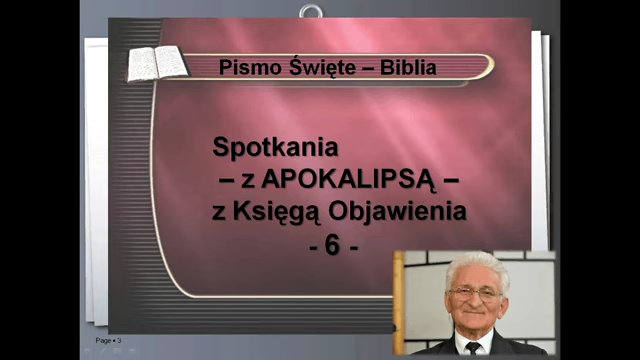 Pismo Święte – Biblia
Spotkania
– z APOKALIPSĄ –
z Księgą Objawienia
- 6 -
Page ▪ 3